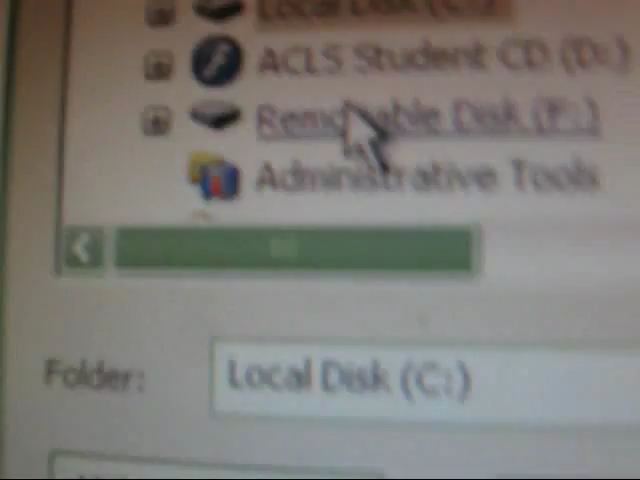 Local Disk (C:)
ACLS Student CD (D:)
Removable Disk (F:)
Administrative Tools
Folder: Local Disk (C:)